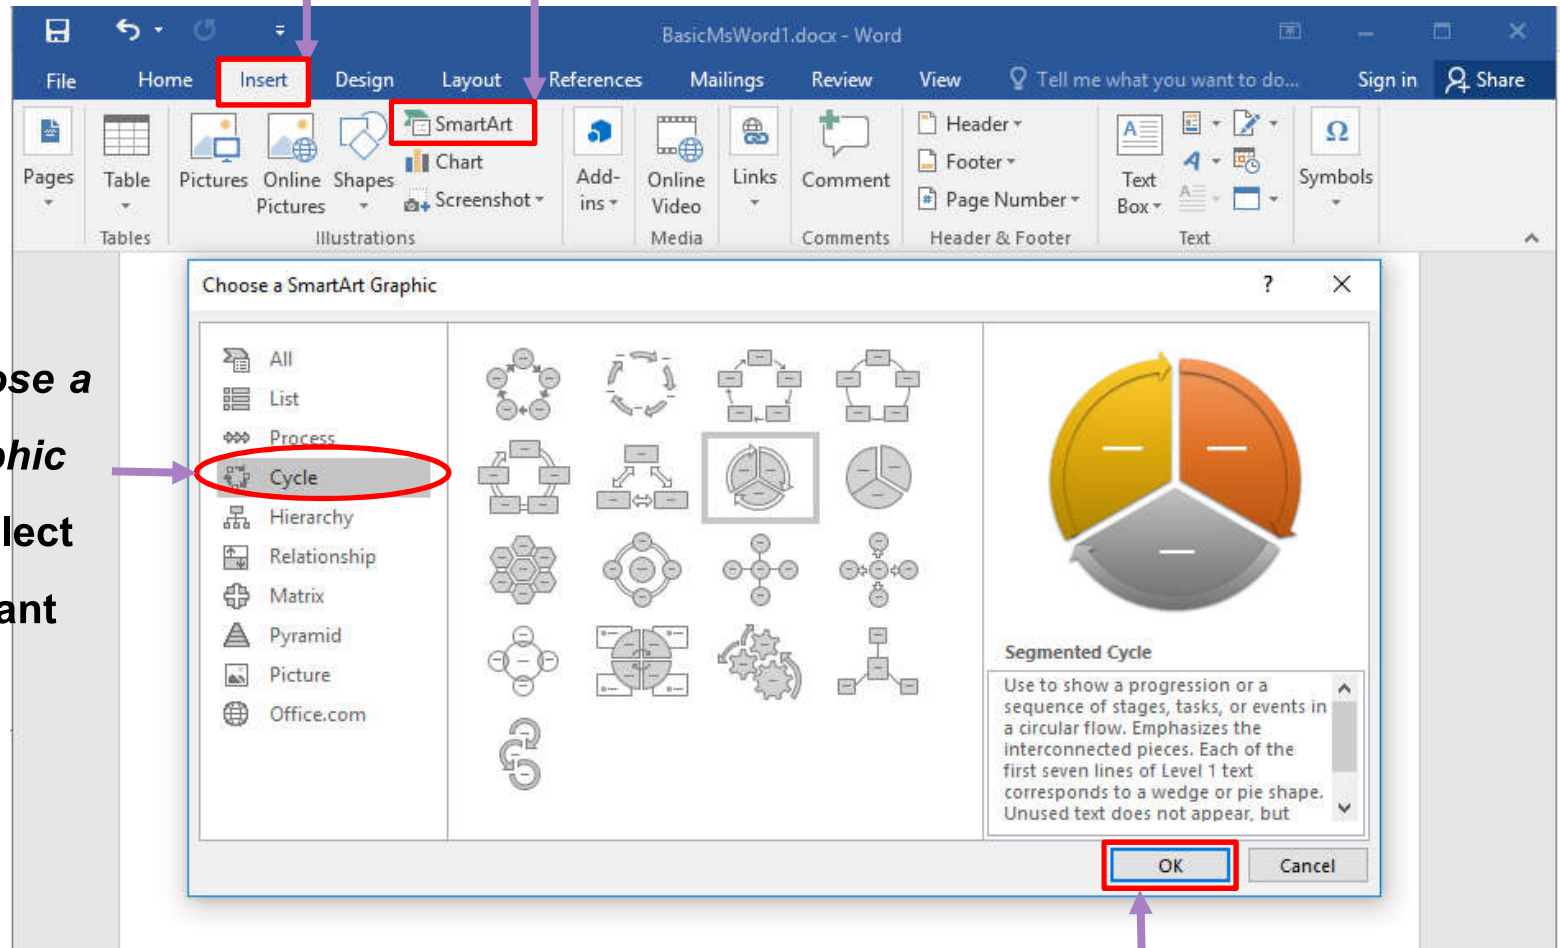 BasicMsWord1.docx - Word
File Home Insert Design Layout References Mailings Review View Tell me what you want to do... Sign in Share
Pages
Table
Pictures
Online Pictures
Shapes
SmartArt
Chart
Screenshot
Add-ins
Online Video
Links
Comment
Header
Footer
Page Number
Text Box
Symbols
Tables Illustrations Media Comments Header & Footer Text
Choose a SmartArt Graphic ?
All
List
Process
Cycle
Hierarchy
Relationship
Matrix
Pyramid
Picture
Office.com
Segmented Cycle
Use to show a progression or a
sequence of stages, tasks, or events in
a circular flow. Emphasizes the
interconnected pieces. Each of the
first seven lines of Level 1 text
corresponds to a wedge or pie shape.
Unused text does not appear, but
OK Cancel
a